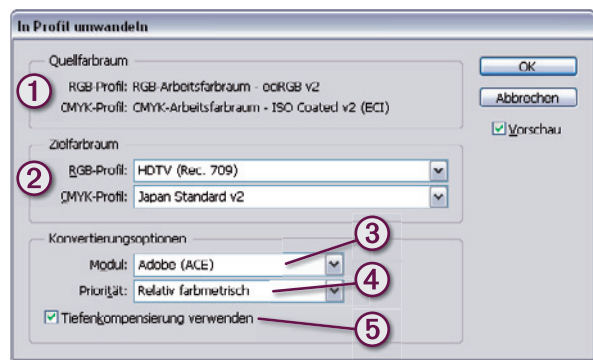 In Profil umwandeln
Quellfarbraum
1
RGB-Profil: RGB-Arbeitsfarbraum - eciRGB v2
CMYK-Profil: CMYK-Arbeitsfarbraum - ISO Coated v2 (ECI)
OK
Abbrechen
Vorschau
Zielfarbraum
2
RGB-Profil: HDTV (Rec. 709)
CMYK-Profil: Japan Standard v2
Konvertierungsoptionen
3
Modul: Adobe (ACE)
4
Priorität: Relativ farbmetrisch
Tiefenkompensierung verwenden
5